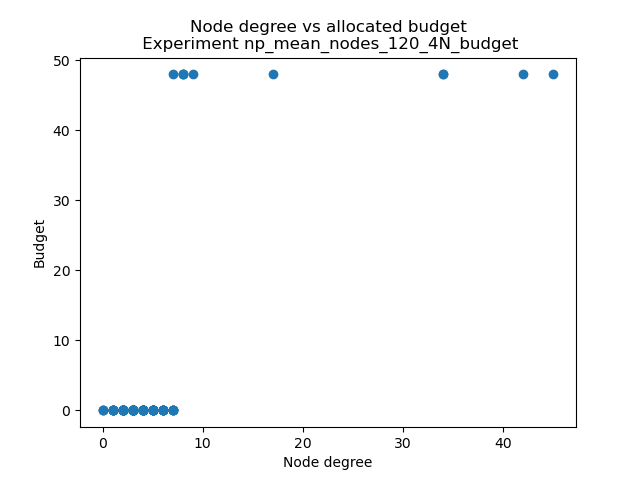 Node degree vs allocated budget
Experiment np_mean_nodes_120_4N_budget
50
40
30
20
10
0
Budget
0 10 20 30 40
Node degree